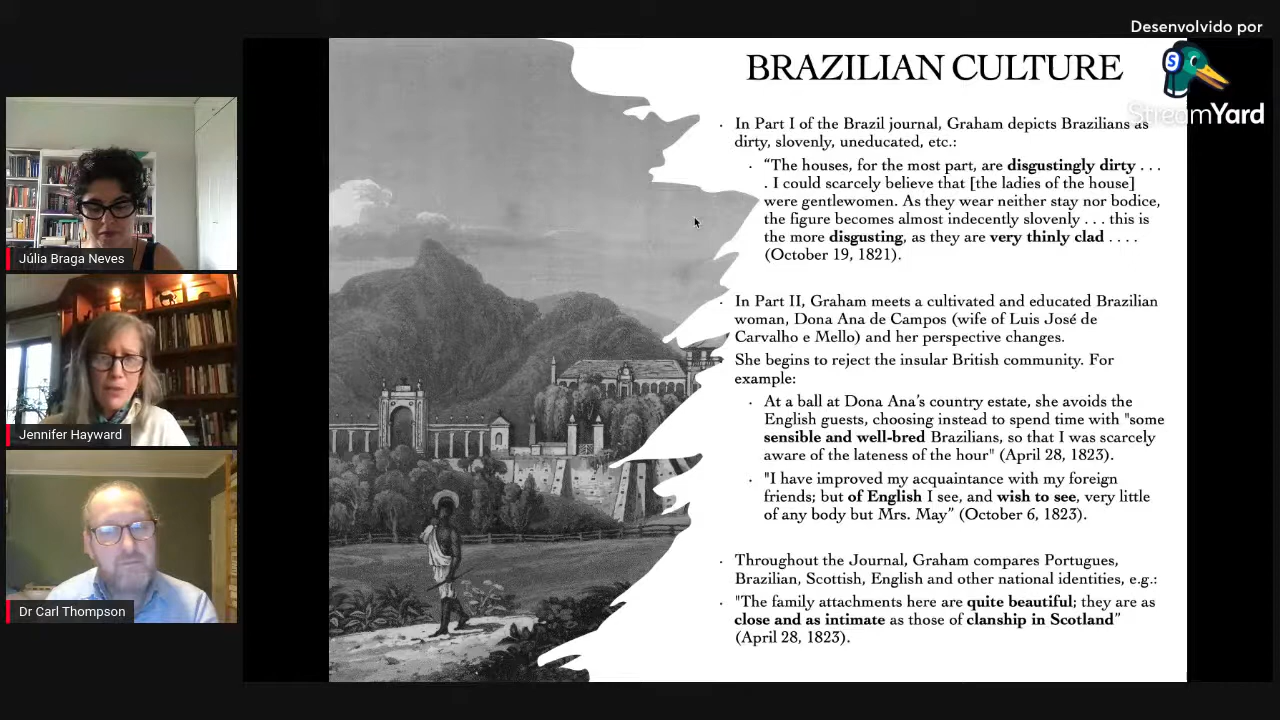 Desenvolvido por
StreamYard
BRAZILIAN CULTURE
· In Part I of the Brazil journal, Graham depicts Brazilians as
dirty, slovenly, uneducated, etc.:
· “The houses, for the most part, are disgustingly dirty . . .
. I could scarcely believe that [the ladies of the house]
were gentlewomen. As they wear neither stay nor bodice,
the figure becomes almost indecently slovenly . . . this is
the more disgusting, as they are very thinly clad . . . .
(October 19, 1821).
· In Part II, Graham meets a cultivated and educated Brazilian
woman, Dona Ana de Campos (wife of Luis José de
Carvalho e Mello) and her perspective changes.
· She begins to reject the insular British community. For
example:
· At a ball at Dona Ana’s country estate, she avoids the
English guests, choosing instead to spend time with "some
sensible and well-bred Brazilians, so that I was scarcely
aware of the lateness of the hour" (April 28, 1823).
· "I have improved my acquaintance with my foreign
friends; but of English I see, and wish to see, very little
of any body but Mrs. May” (October 6, 1823).
· Throughout the Journal, Graham compares Portugues,
Brazilian, Scottish, English and other national identities, e.g.:
· "The family attachments here are quite beautiful; they are as
close and as intimate as those of clanship in Scotland”
(April 28, 1823).
Júlia Braga Neves
Jennifer Hayward
Dr Carl Thompson